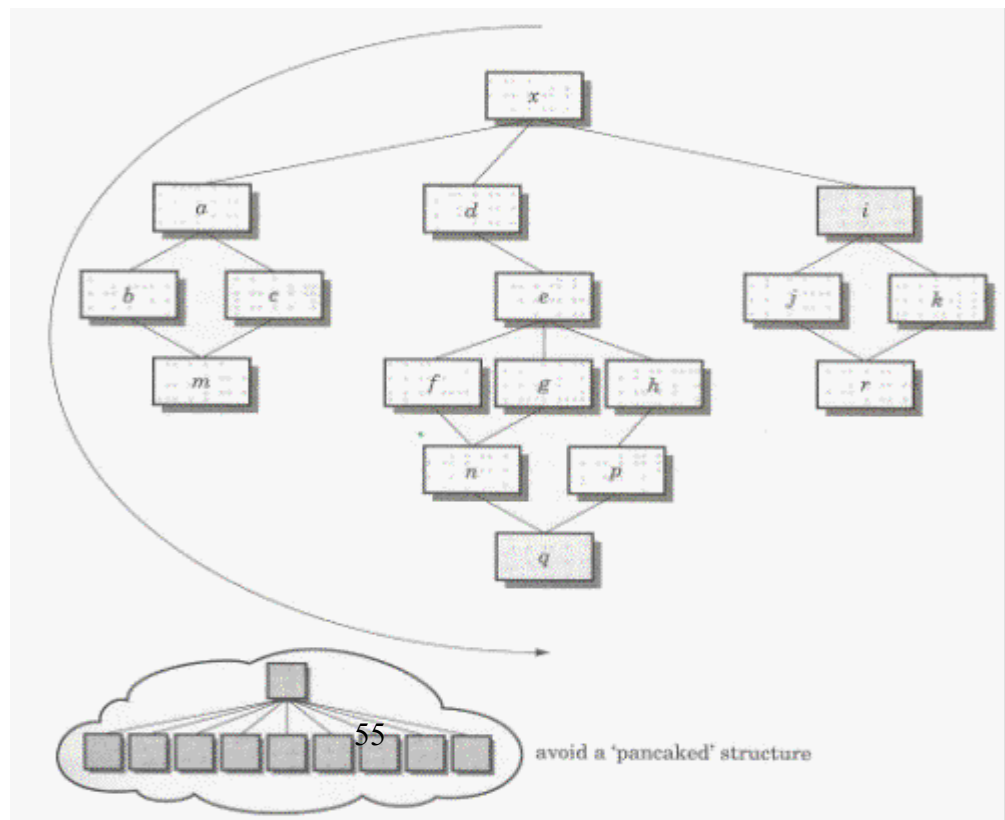 x
a d i
b c e j k
m f g h r
n p
q
55
avoid a 'pancaked' structure